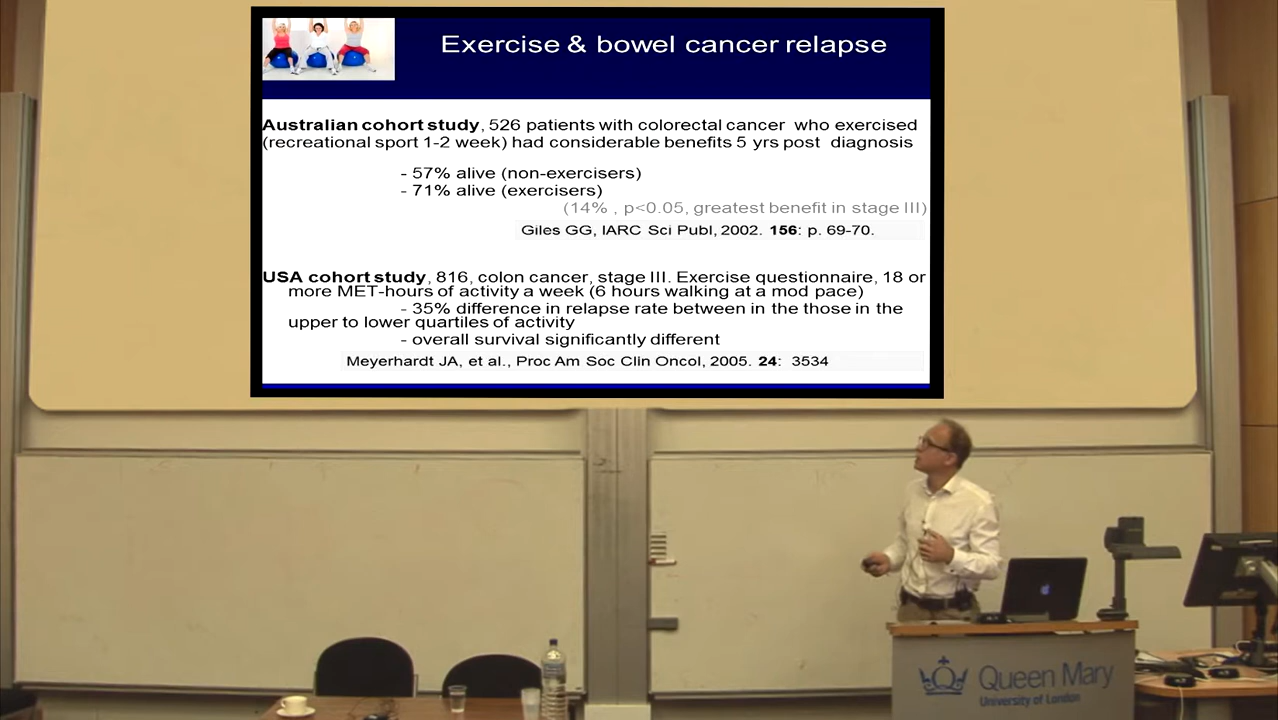 Exercise & bowel cancer relapse
Australian cohort study, 526 patients with colorectal cancer who exercised
(recreational sport 1-2 week) had considerable benefits 5 yrs post diagnosis
- 57% alive (non-exercisers)
- 71% alive (exercisers)
(14% , p<0.05, greatest benefit in stage III)
Giles GG, IARC Sci Publ, 2002. 156: p. 69-70.
USA cohort study, 816, colon cancer, stage III. Exercise questionnaire, 18 or
more MET-hours of activity a week (6 hours walking at a mod pace)
- 35% difference in relapse rate between in the those in the
upper to lower quartiles of activity
- overall survival significantly different
Meyerhardt JA, et al., Proc Am Soc Clin Oncol, 2005. 24: 3534
Queen Mary
University of London